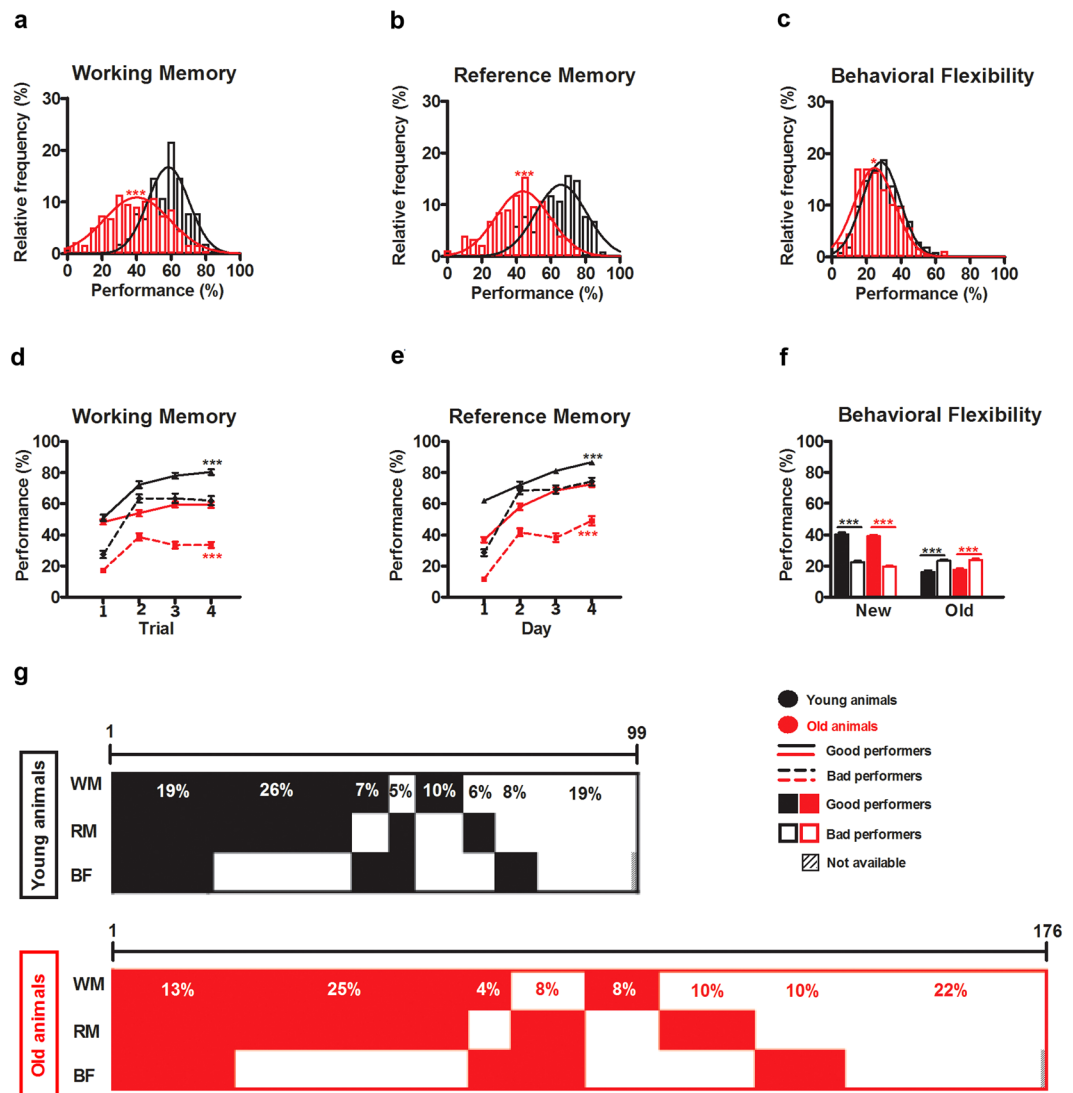 a
b
c
Working Memory
Reference Memory
Behavioral Flexibility
Relative frequency (%)
30
20
10
0
***
0 20 40 60 80 100
Performance (%)
Relative frequency (%)
30
20
10
0
***
0 20 40 60 80 100
Performance (%)
Relative frequency (%)
30
20
10
0
*
0 20 40 60 80 100
Performance (%)
d
e
f
Working Memory
Reference Memory
Behavioral Flexibility
Performance (%)
100
80
60
40
20
0
***
***
1 2 3 4
Trial
Performance (%)
100
80
60
40
20
0
***
***
1 2 3 4
Day
Performance (%)
100
80
60
40
20
0
*** ***
*** ***
New Old
g
Young animals
Old animals
Good performers
Bad performers
Good performers
Bad performers
Not available
1 99
Young animals
WM 19% 26% 7% 5% 10% 6% 8% 19%
RM
BF
1 176
Old animals
WM 13% 25% 4% 8% 8% 10% 10% 22%
RM
BF